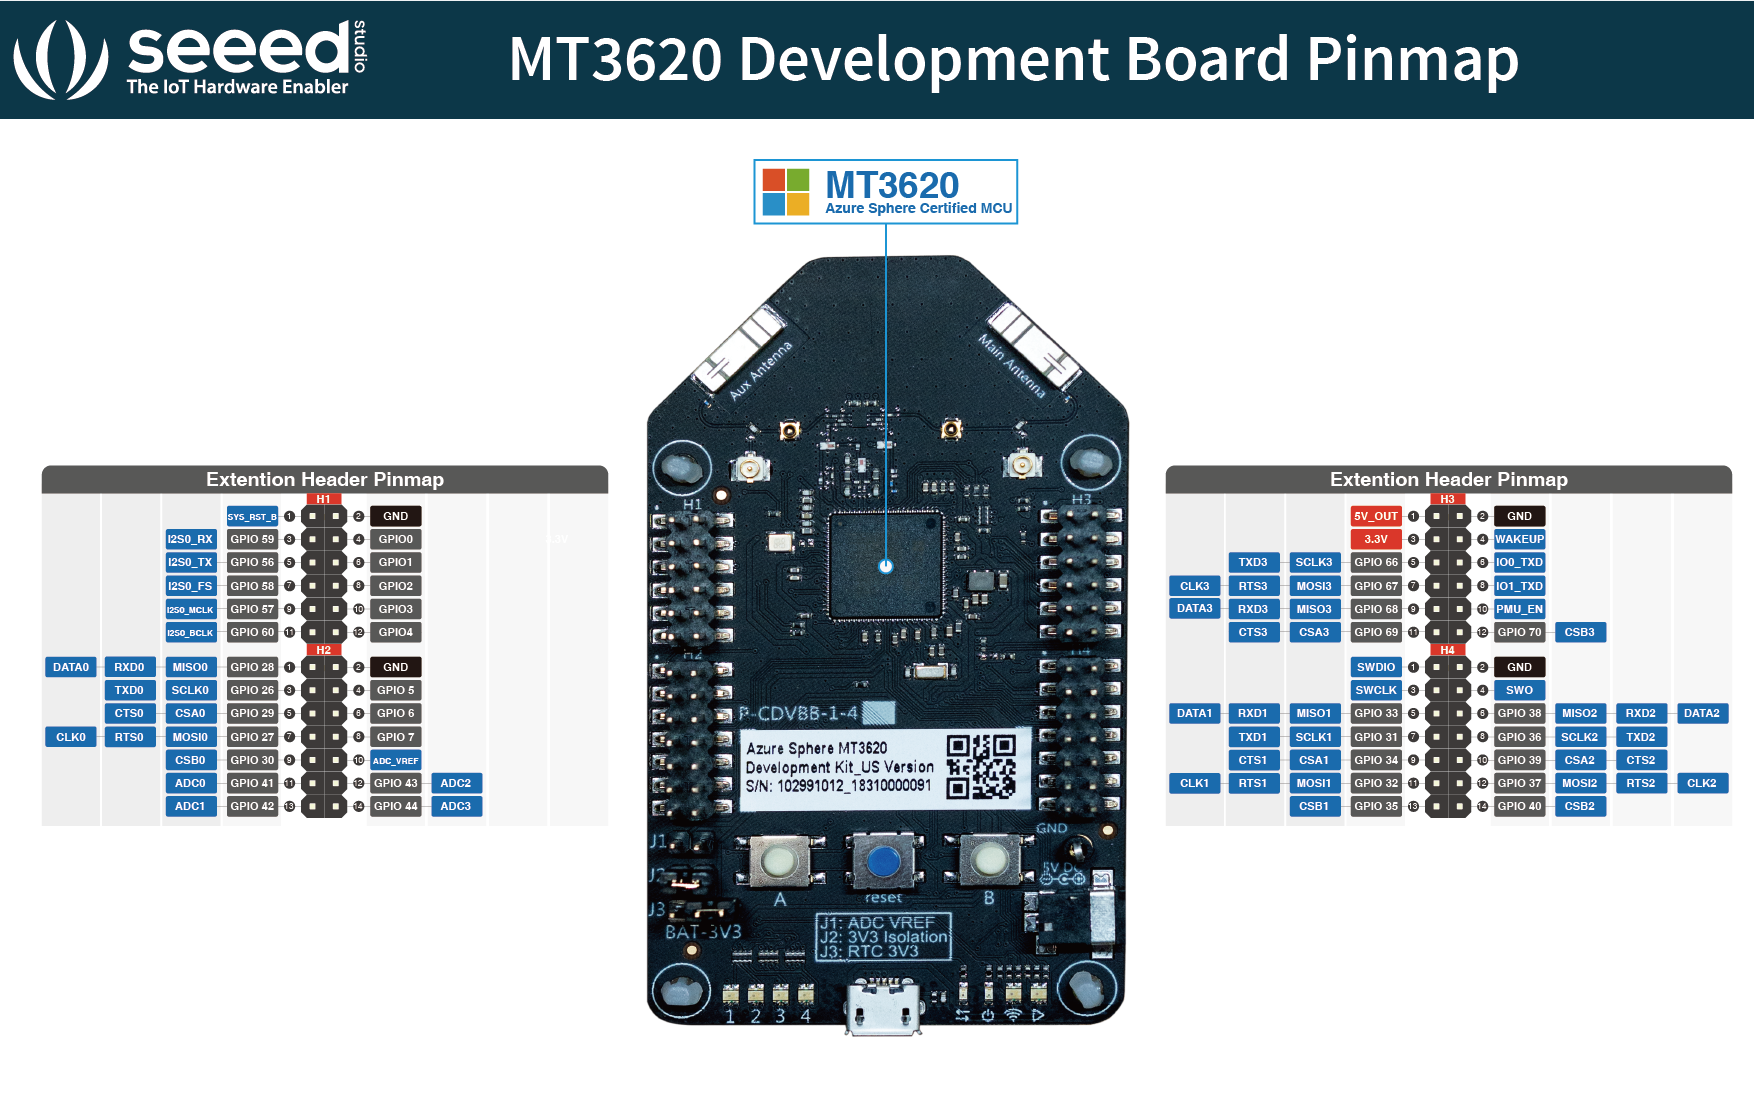 seeed studio
The IoT Hardware Enabler
MT3620 Development Board Pinmap
MT3620
Azure Sphere Certified MCU
Extention Header Pinmap
H1
SYS_RST_B 1 2 GND
I2S0_RX GPIO 59 3 4 GPIO0
I2S0_TX GPIO 56 5 6 GPIO1
I2S0_FS GPIO 58 7 8 GPIO2
I2S0_MCLK GPIO 57 9 10 GPIO3
I2S0_BCLK GPIO 60 11 12 GPIO4
H2
DATA0 RXD0 MISO0 GPIO 28 1 2 GND
TXD0 SCLK0 GPIO 26 3 4 GPIO 5
CTS0 CSA0 GPIO 29 5 6 GPIO 6
CLK0 RTS0 MOSI0 GPIO 27 7 8 GPIO 7
CSB0 GPIO 30 9 10 ADC_VREF
ADC0 GPIO 41 11 12 GPIO 43 ADC2
ADC1 GPIO 42 13 14 GPIO 44 ADC3
Aux Antenna
Main Antenna
H1
H3
H2
H4
P-CDVBB-1-4
Azure Sphere MT3620
Development Kit_US Version
S/N: 102991012_18310000091
GND
J1
J2
5V DC
A
reset
B
J3
BAT-3V3
J1: ADC VREF
J2: 3V3 Isolation
J3: RTC 3V3
1 2 3 4
Extention Header Pinmap
H3
5V_OUT 1 2 GND
3.3V 3 4 WAKEUP
TXD3 SCLK3 GPIO 66 5 6 IO0_TXD
CLK3 RTS3 MOSI3 GPIO 67 7 8 IO1_TXD
DATA3 RXD3 MISO3 GPIO 68 9 10 PMU_EN
CTS3 CSA3 GPIO 69 11 12 GPIO 70 CSB3
H4
SWDIO 1 2 GND
SWCLK 3 4 SWO
DATA1 RXD1 MISO1 GPIO 33 5 6 GPIO 38 MISO2 RXD2 DATA2
TXD1 SCLK1 GPIO 31 7 8 GPIO 36 SCLK2 TXD2
CTS1 CSA1 GPIO 34 9 10 GPIO 39 CSA2 CTS2
CLK1 RTS1 MOSI1 GPIO 32 11 12 GPIO 37 MOSI2 RTS2 CLK2
CSB1 GPIO 35 13 14 GPIO 40 CSB2